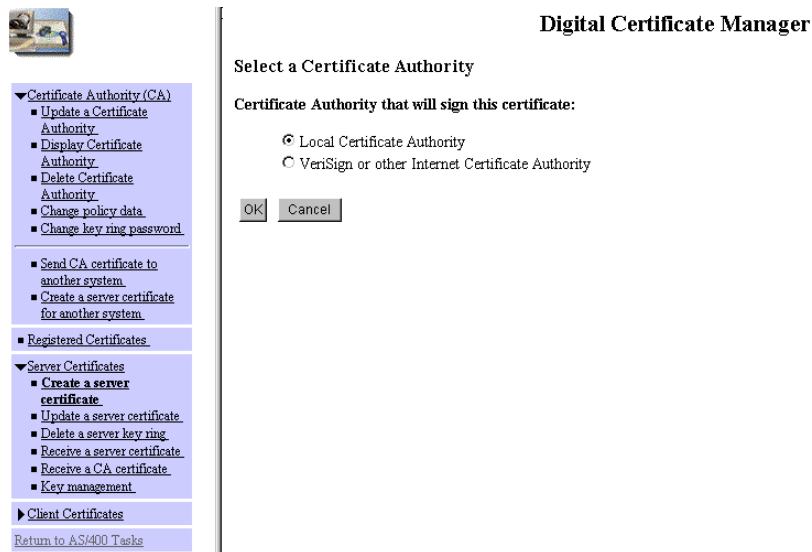 Digital Certificate Manager
Certificate Authority (CA)
Update a Certificate
Authority
Display Certificate
Authority
Delete Certificate
Authority
Change policy data
Change key ring password
Send CA certificate to
another system
Create a server certificate
for another system
Registered Certificates
Server Certificates
Create a server
certificate
Update a server certificate
Delete a server key ring
Receive a server certificate
Receive a CA certificate
Key management
Client Certificates
Return to AS/400 Tasks
Select a Certificate Authority
Certificate Authority that will sign this certificate:
Local Certificate Authority
VeriSign or other Internet Certificate Authority
OK Cancel